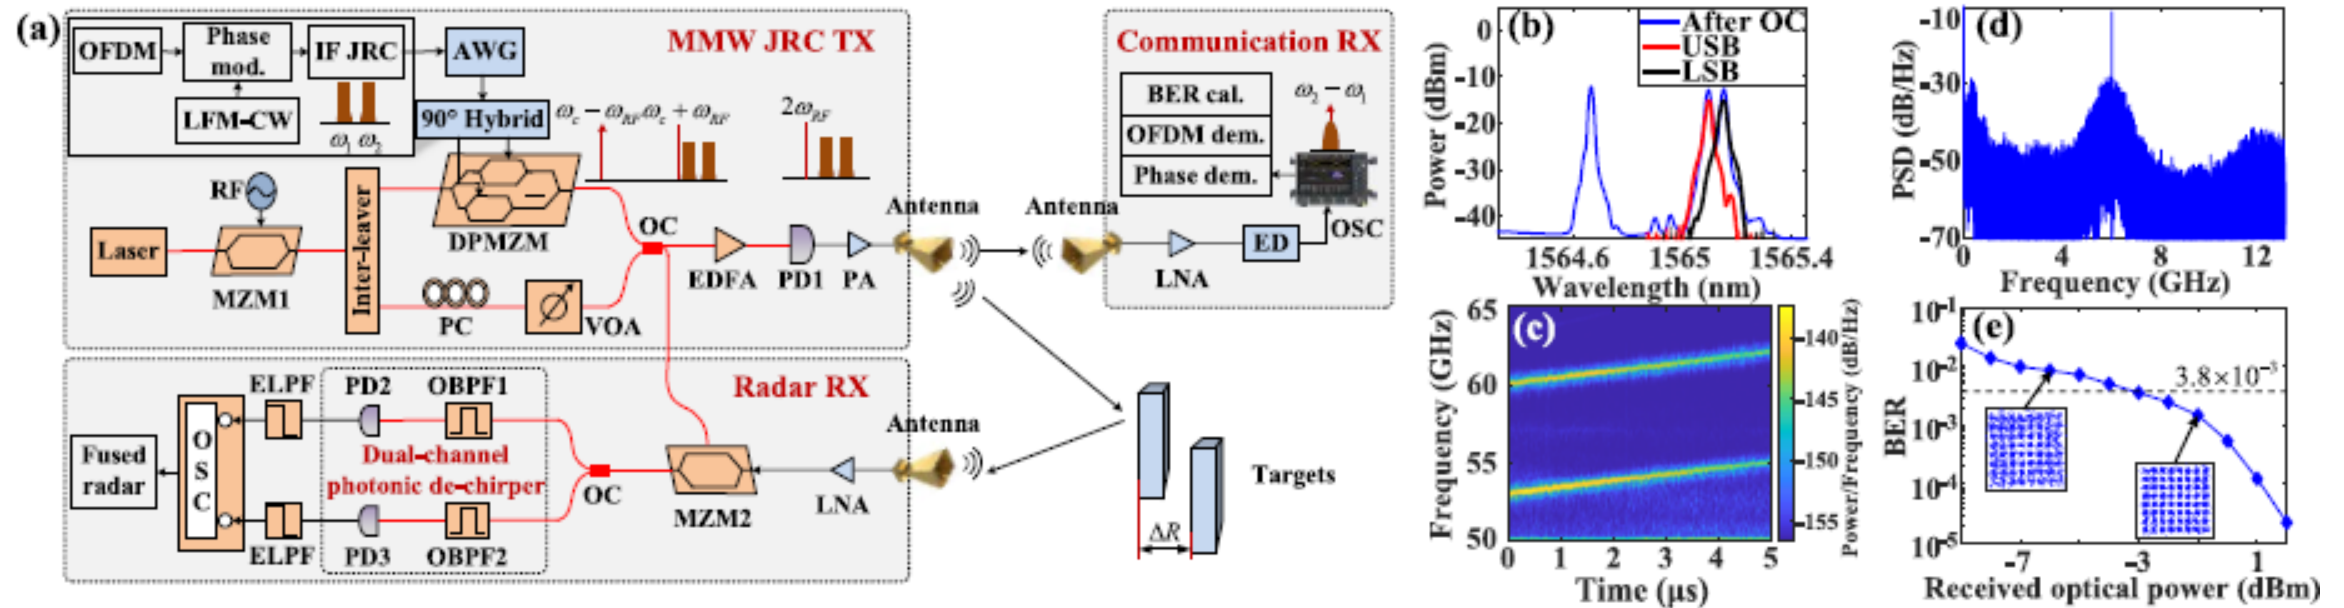 (a)
OFDM
Phase
mod.
IF JRC
AWG
MMW JRC TX
LFM-CW
ω₁ ω₂
90° Hybrid
ω_c − ω_RF ω_c + ω_RF
2ω_RF
RF
Laser
MZM1
Inter-leaver
DPMZM
PC
VOA
OC
EDFA
PD1
PA
Antenna
Communication RX
BER cal.
OFDM dem.
Phase dem.
ω₂ − ω₁
OSC
Antenna
LNA
ED
Radar RX
ELPF
PD2
OBPF1
O
S
C
Fused
radar
Dual-channel
photonic de-chirper
ELPF
PD3
OBPF2
OC
MZM2
LNA
Antenna
Targets
ΔR
(b)
After OC
USB
LSB
Power (dBm)
0
-10
-20
-30
-40
1564.6
1565
1565.4
Wavelength (nm)
(c)
Frequency (GHz)
65
60
55
50
0 1 2 3 4 5
Time (μs)
-140
-145
-150
-155
Power/Frequency (dB/Hz)
(d)
PSD (dB/Hz)
-10
-30
-50
-70
0 4 8 12
Frequency (GHz)
(e)
BER
10⁻¹
10⁻²
10⁻³
10⁻⁴
10⁻⁵
3.8×10⁻³
-7 -3 1
Received optical power (dBm)